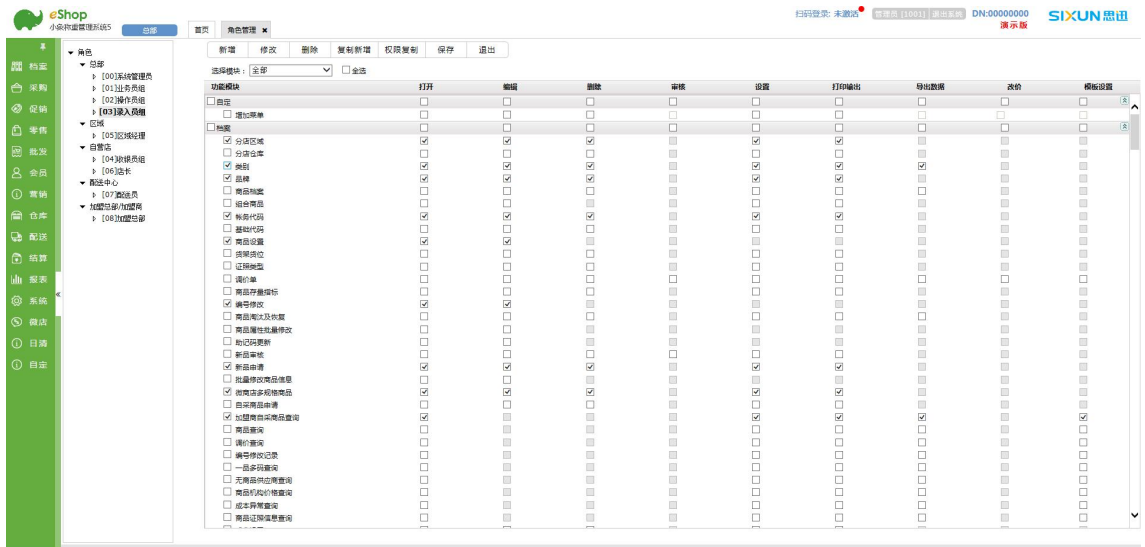 eShop
小象称重管理系统5
总部
首页
角色管理 ×
扫码登录: 未激活
管理员 [1001]
退出系统
DN:00000000
演示版
SIXUN思迅
档案
采购
促销
零售
批发
会员
营销
仓库
配送
结算
报表
系统
微店
日清
自定
角色
总部
[00]系统管理员
[01]业务员组
[02]操作员组
[03]录入员组
区域
[05]区域经理
自营店
[04]收银员组
[06]店长
配送中心
[07]配送员
加盟总部/加盟商
[08]加盟总部
新增 修改 删除 复制新增 权限复制 保存 退出
选择模块: 全部 全选
功能模块 打开 编辑 删除 审核 设置 打印输出 导出数据 改价 模板设置
自定
增加菜单
档案
分店区域
分店仓库
类别
品牌
商品档案
组合商品
帐务代码
基础代码
商品设置
货架货位
证照类型
调价单
商品存量指标
编号修改
商品淘汰及恢复
商品属性批量修改
助记码更新
新品审核
新品申请
批量修改商品信息
微商店多规格商品
自采商品申请
加盟商自采商品查询
商品查询
调价查询
编号修改记录
一品多码查询
无商品供应商查询
商品机构价格查询
成本异常查询
商品证照信息查询